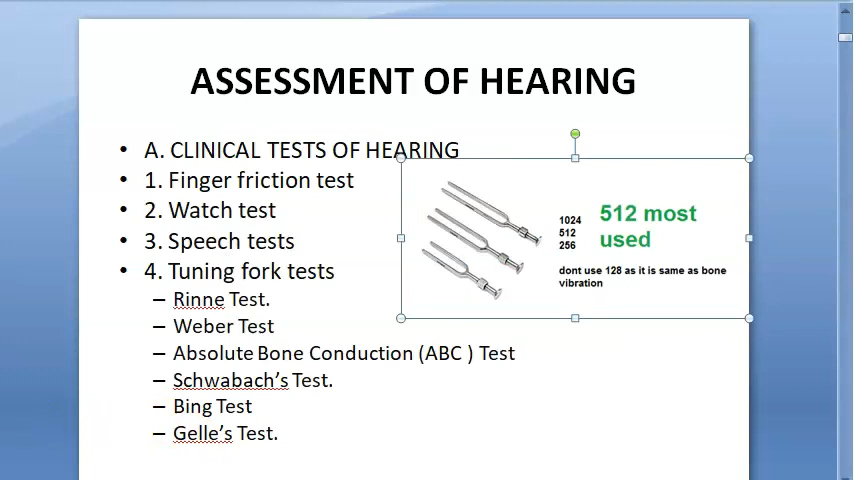 ASSESSMENT OF HEARING
• A. CLINICAL TESTS OF HEARING
• 1. Finger friction test
• 2. Watch test
• 3. Speech tests
• 4. Tuning fork tests
– Rinne Test.
– Weber Test
– Absolute Bone Conduction (ABC ) Test
– Schwabach’s Test.
– Bing Test
– Gelle’s Test.
1024
512
256
512 most
used
dont use 128 as it is same as bone
vibration